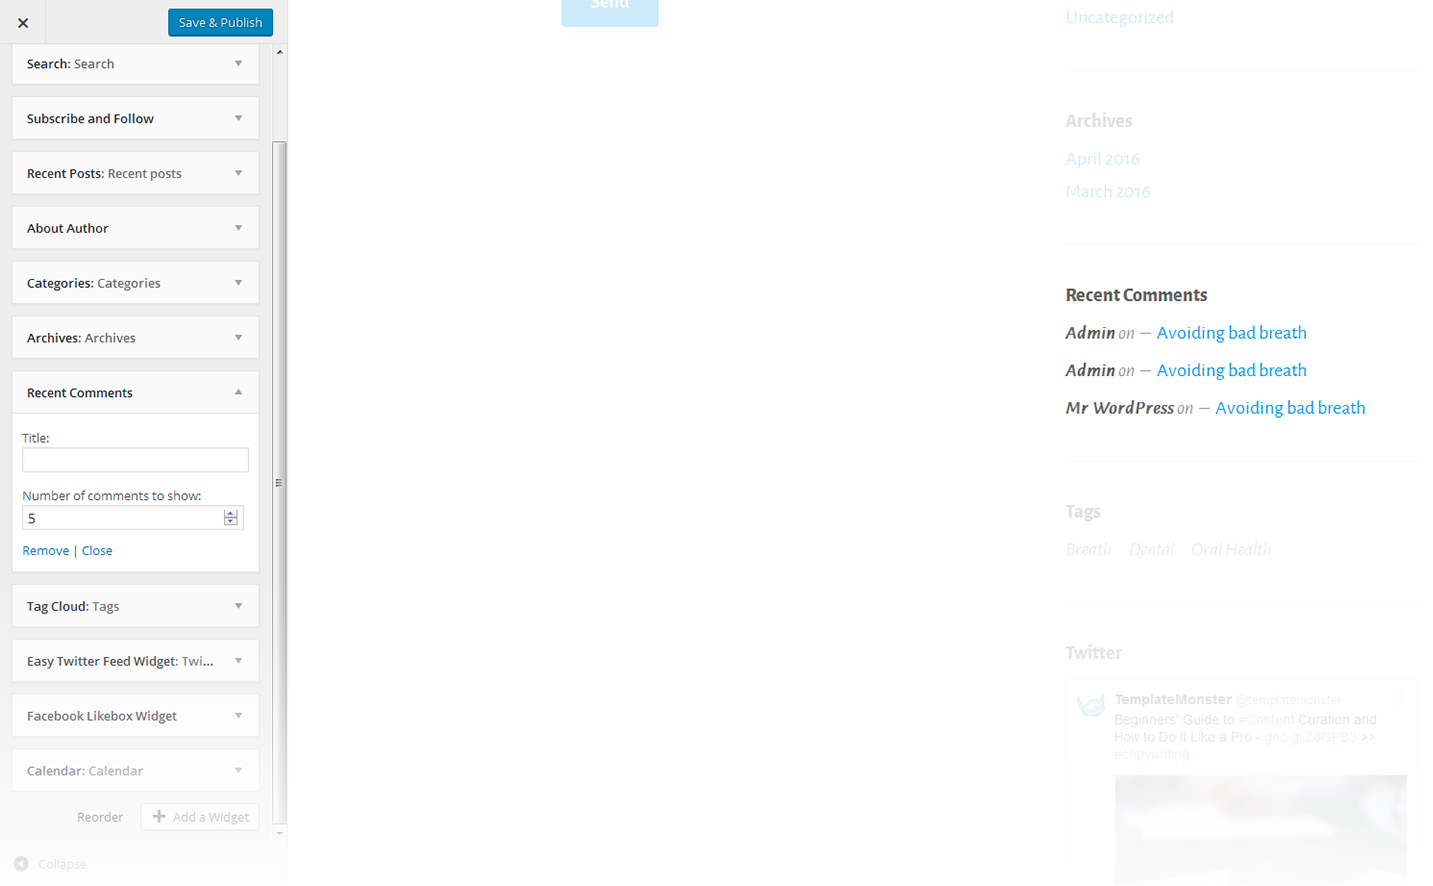 Save & Publish
Search: Search
Subscribe and Follow
Recent Posts: Recent posts
About Author
Categories: Categories
Archives: Archives
Recent Comments
Title:
Number of comments to show:
5
Remove | Close
Tag Cloud: Tags
Easy Twitter Feed Widget: Twi...
Facebook Likebox Widget
Calendar: Calendar
Reorder
Add a Widget
Collapse
Send
Uncategorized
Archives
April 2016
March 2016
Recent Comments
Admin on — Avoiding bad breath
Admin on — Avoiding bad breath
Mr WordPress on — Avoiding bad breath
Tags
Breath Dental Oral Health
Twitter
TemplateMonster @templatemonster
Beginners' Guide to #Content Curation and
How to Do It Like a Pro - goo.gl/Z8GPB3 >>
#copywriting